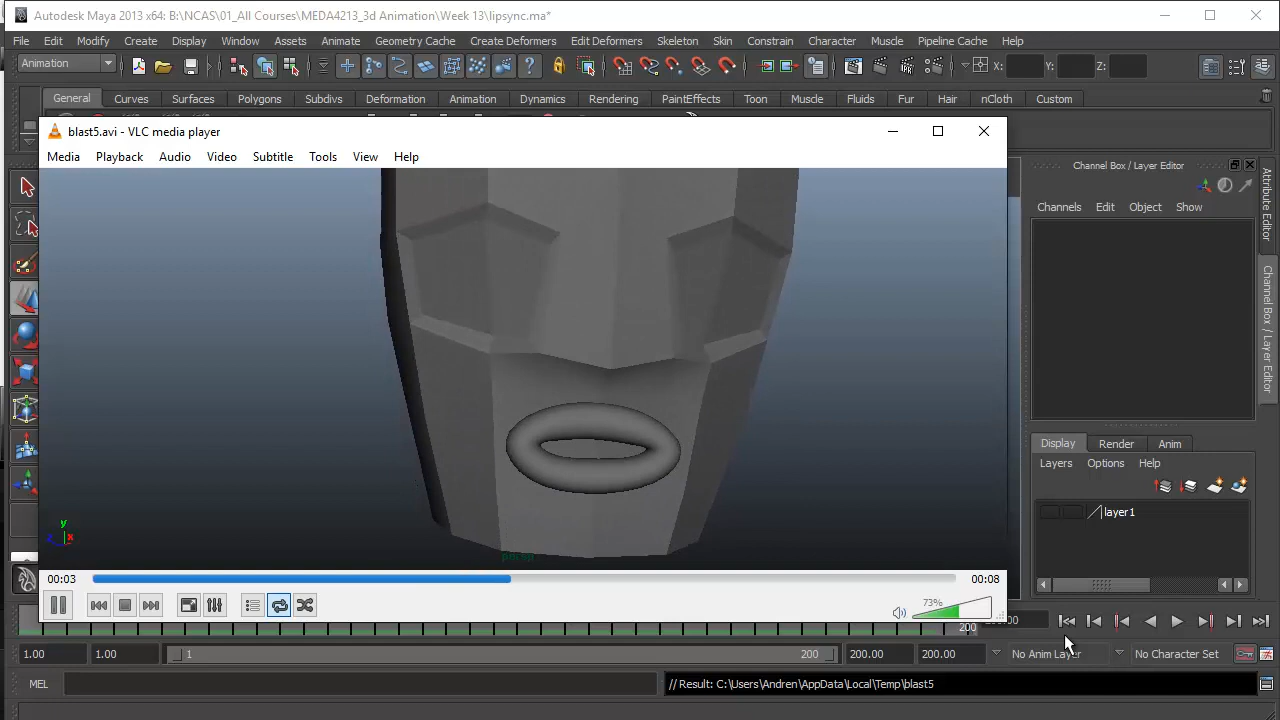 Autodesk Maya 2013 x64: B:\NCAS\01_All Courses\MEDA4213_3d Animation\Week 13\lipsync.ma*
File Edit Modify Create Display Window Assets Animate Geometry Cache Create Deformers Edit Deformers Skeleton Skin Constrain Character Muscle Pipeline Cache Help
Animation X: Y: Z:
General Curves Surfaces Polygons Subdivs Deformation Animation Dynamics Rendering PaintEffects Toon Muscle Fluids Fur Hair nCloth Custom
blast5.avi - VLC media player
Media Playback Audio Video Subtitle Tools View Help
Channel Box / Layer Editor
Channels Edit Object Show
Attribute Editor
Channel Box / Layer Editor
Display Render Anim
Layers Options Help
layer1
y
z x
persp
00:03 00:08
73%
200
1.00 1.00 1 200 200.00 200.00 No Anim Layer No Character Set
MEL // Result: C:\Users\Andren\AppData\Local\Temp\blast5